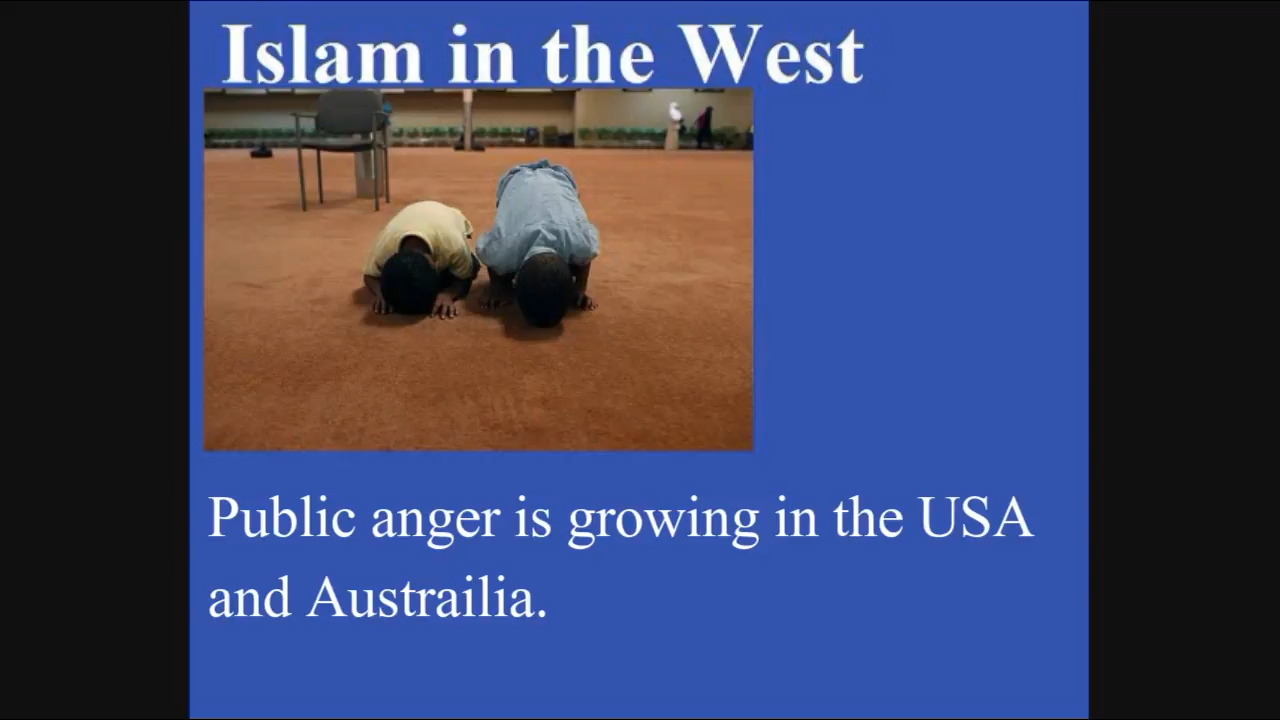 Islam in the West
Public anger is growing in the USA
and Austrailia.